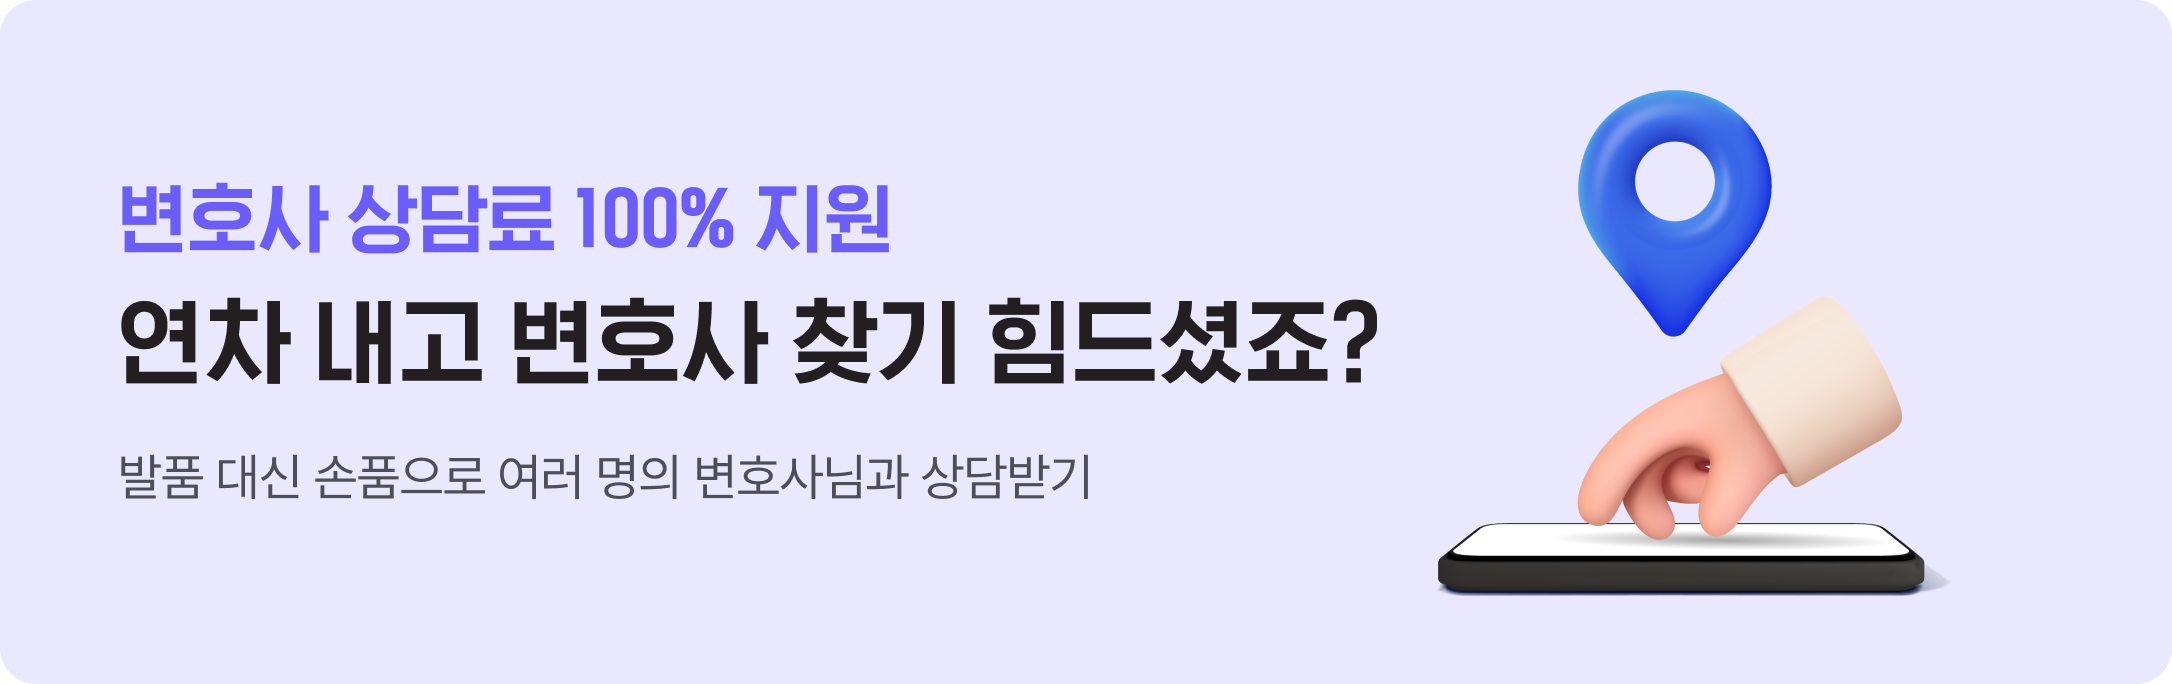 변호사 상담료 100% 지원
연차 내고 변호사 찾기 힘드셨죠?
발품 대신 손품으로 여러 명의 변호사님과 상담받기